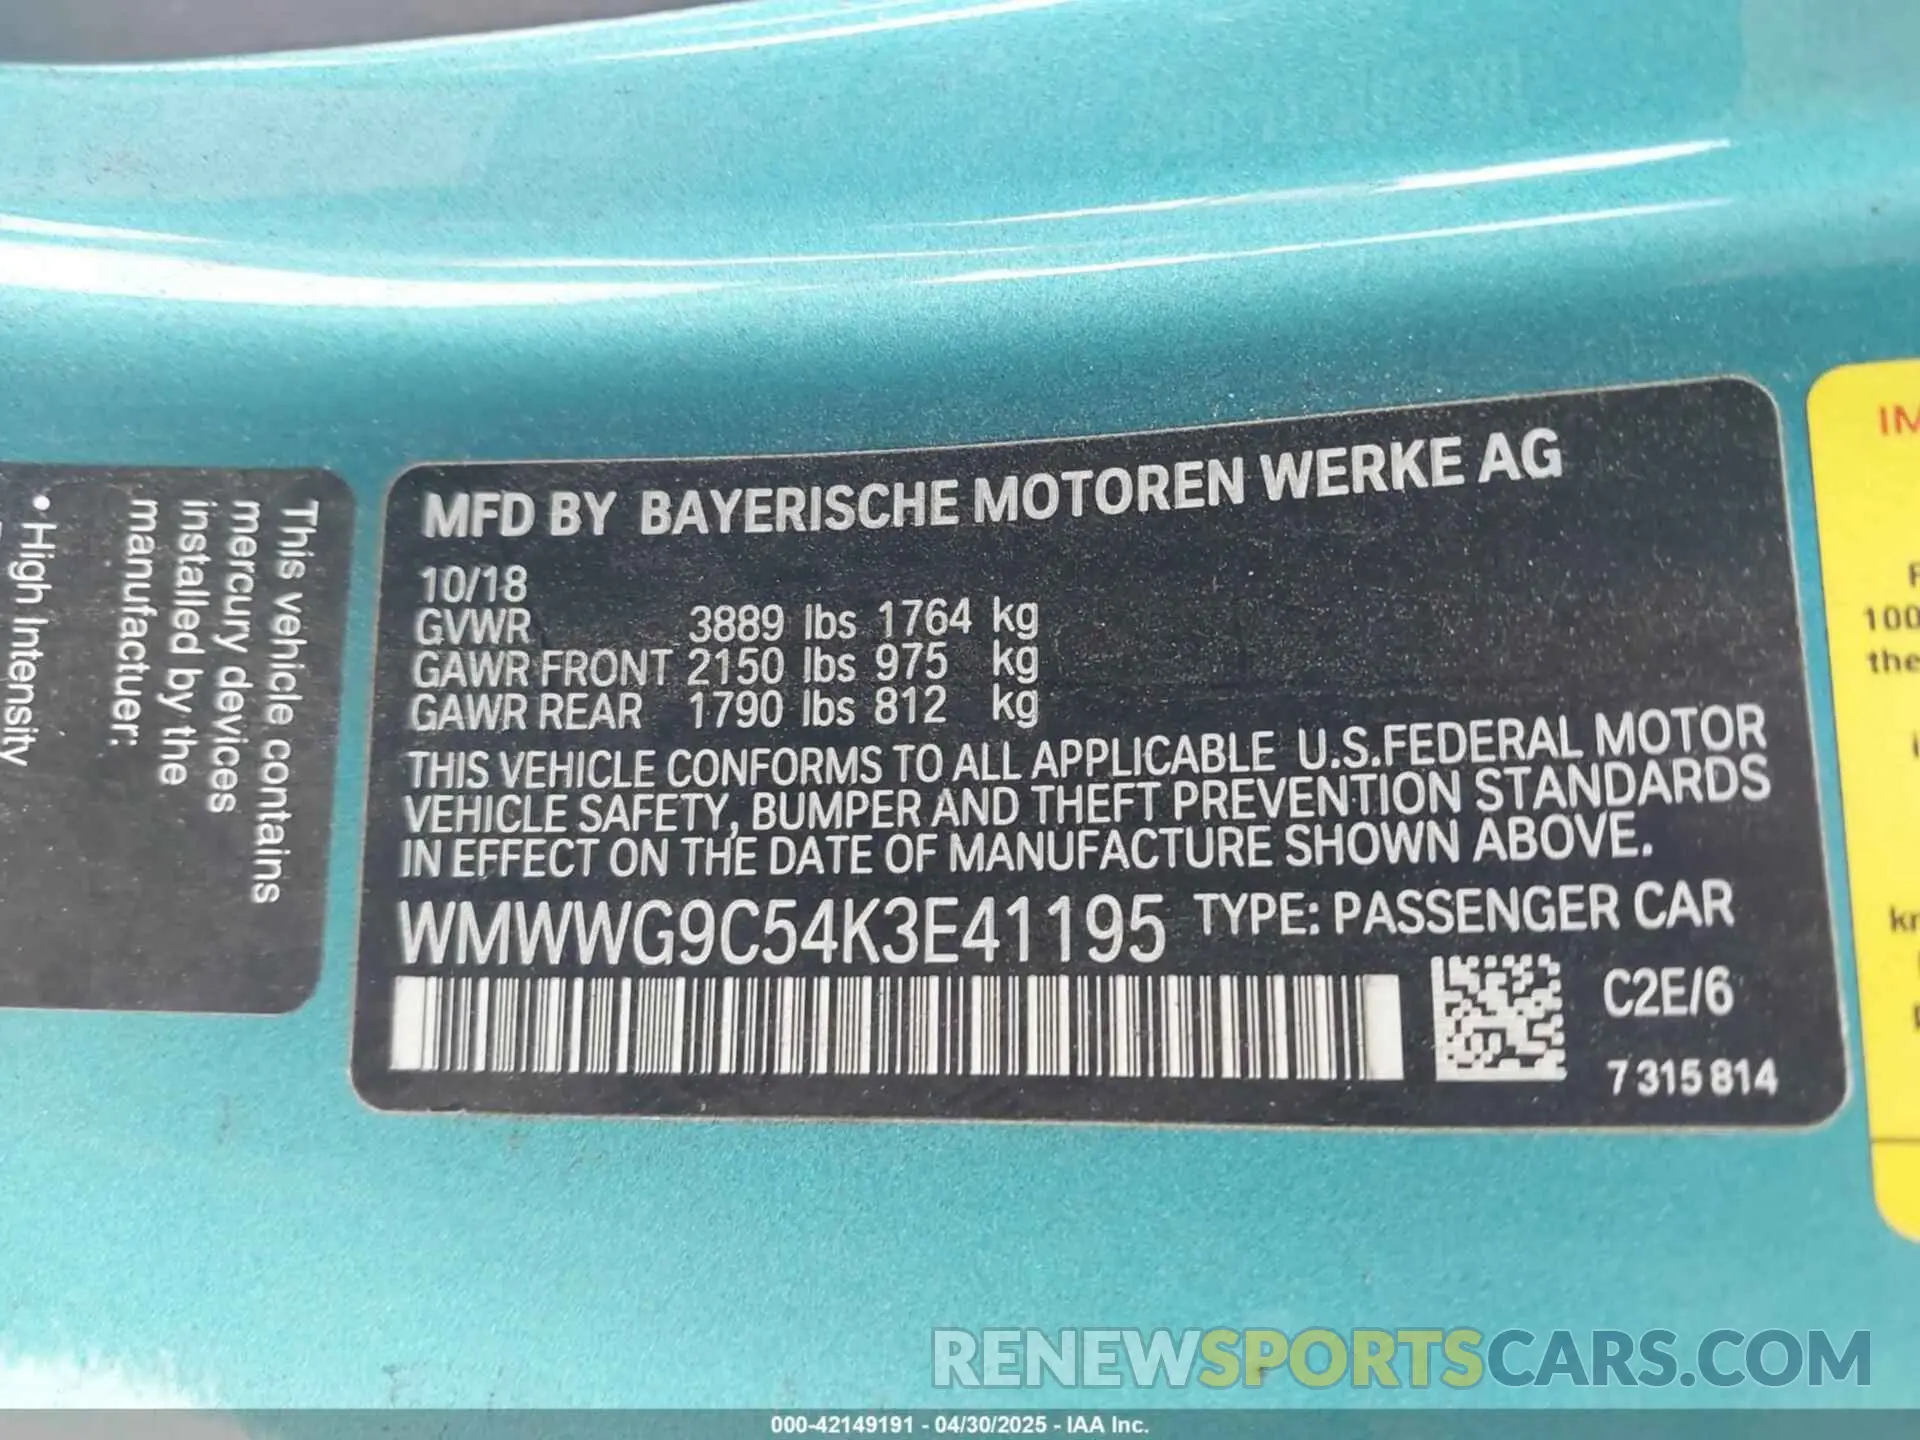 This vehicle contains
mercury devices
installed by the
manufactuer:
• High Intensity
MFD BY BAYERISCHE MOTOREN WERKE AG
10/18
GVWR 3889 lbs 1764 kg
GAWR FRONT 2150 lbs 975 kg
GAWR REAR 1790 lbs 812 kg
THIS VEHICLE CONFORMS TO ALL APPLICABLE U.S.FEDERAL MOTOR
VEHICLE SAFETY, BUMPER AND THEFT PREVENTION STANDARDS
IN EFFECT ON THE DATE OF MANUFACTURE SHOWN ABOVE.
WMWWG9C54K3E41195 TYPE: PASSENGER CAR
C2E/6
7 315 814
IM
100
the
RENEWSPORTSCARS.COM
000-42149191 - 04/30/2025 - IAA Inc.